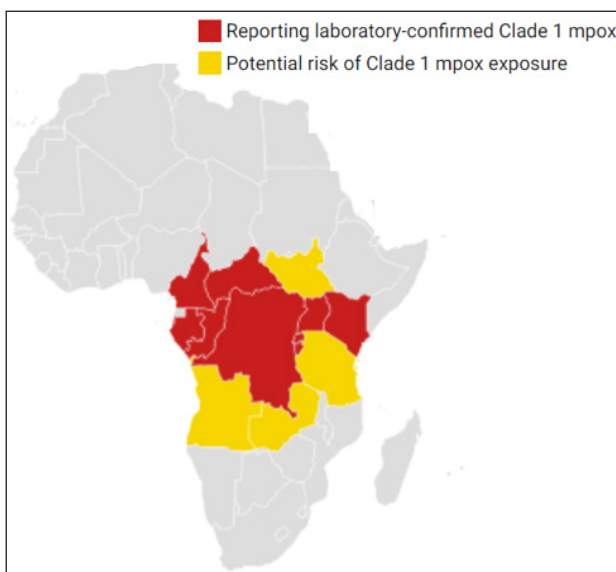 Reporting laboratory-confirmed Clade 1 mpox
Potential risk of Clade 1 mpox exposure